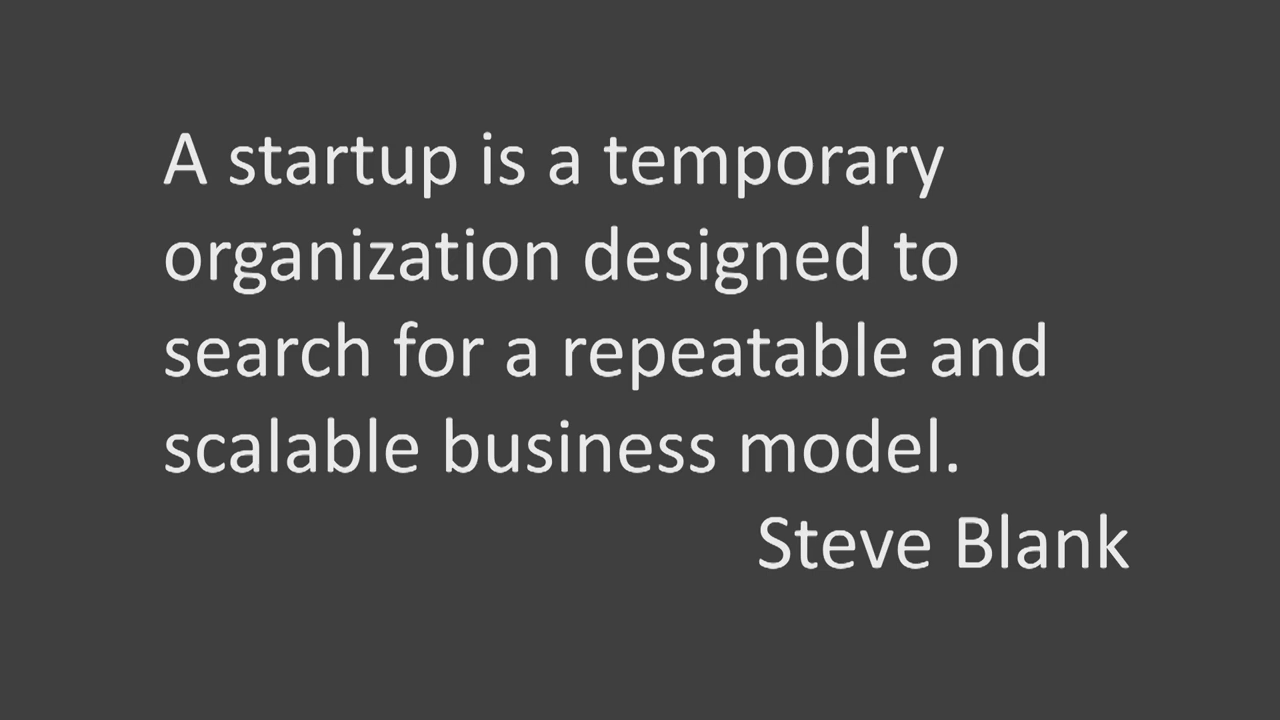 A startup is a temporary
organization designed to
search for a repeatable and
scalable business model.
Steve Blank